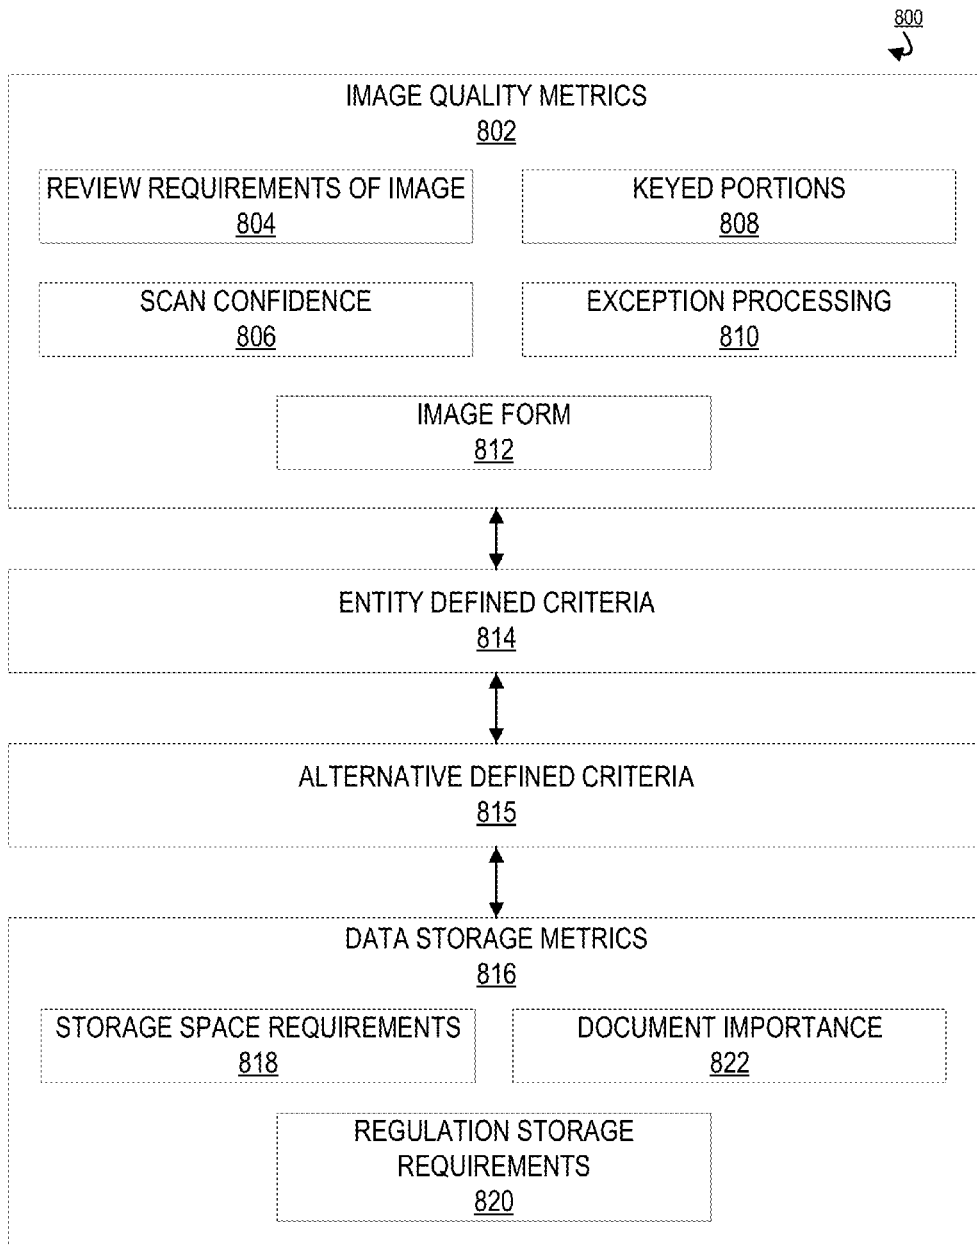 800
IMAGE QUALITY METRICS
802
REVIEW REQUIREMENTS OF IMAGE
804
KEYED PORTIONS
808
SCAN CONFIDENCE
806
EXCEPTION PROCESSING
810
IMAGE FORM
812
ENTITY DEFINED CRITERIA
814
ALTERNATIVE DEFINED CRITERIA
815
DATA STORAGE METRICS
816
STORAGE SPACE REQUIREMENTS
818
DOCUMENT IMPORTANCE
822
REGULATION STORAGE
REQUIREMENTS
820